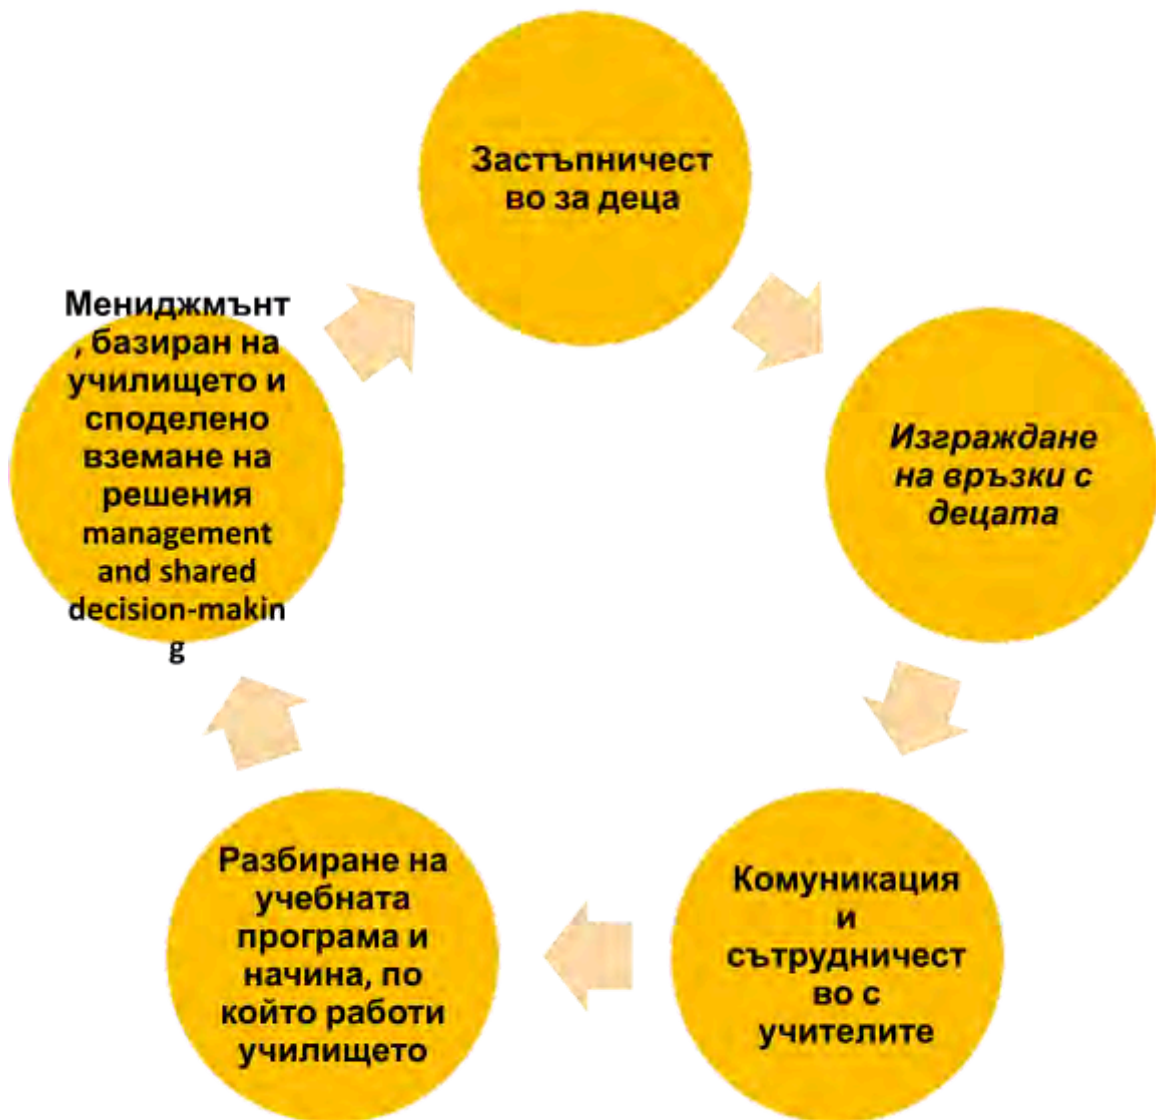 Застъпничест
во за деца
Изграждане
на връзки с
децата
Комуникация
и
сътрудничест
во с
учителите
Разбиране на
учебната
програма и
начина, по
който работи
училището
Мениджмънт
, базиран на
училището и
споделено
вземане на
решения
management
and shared
decision-makin
g